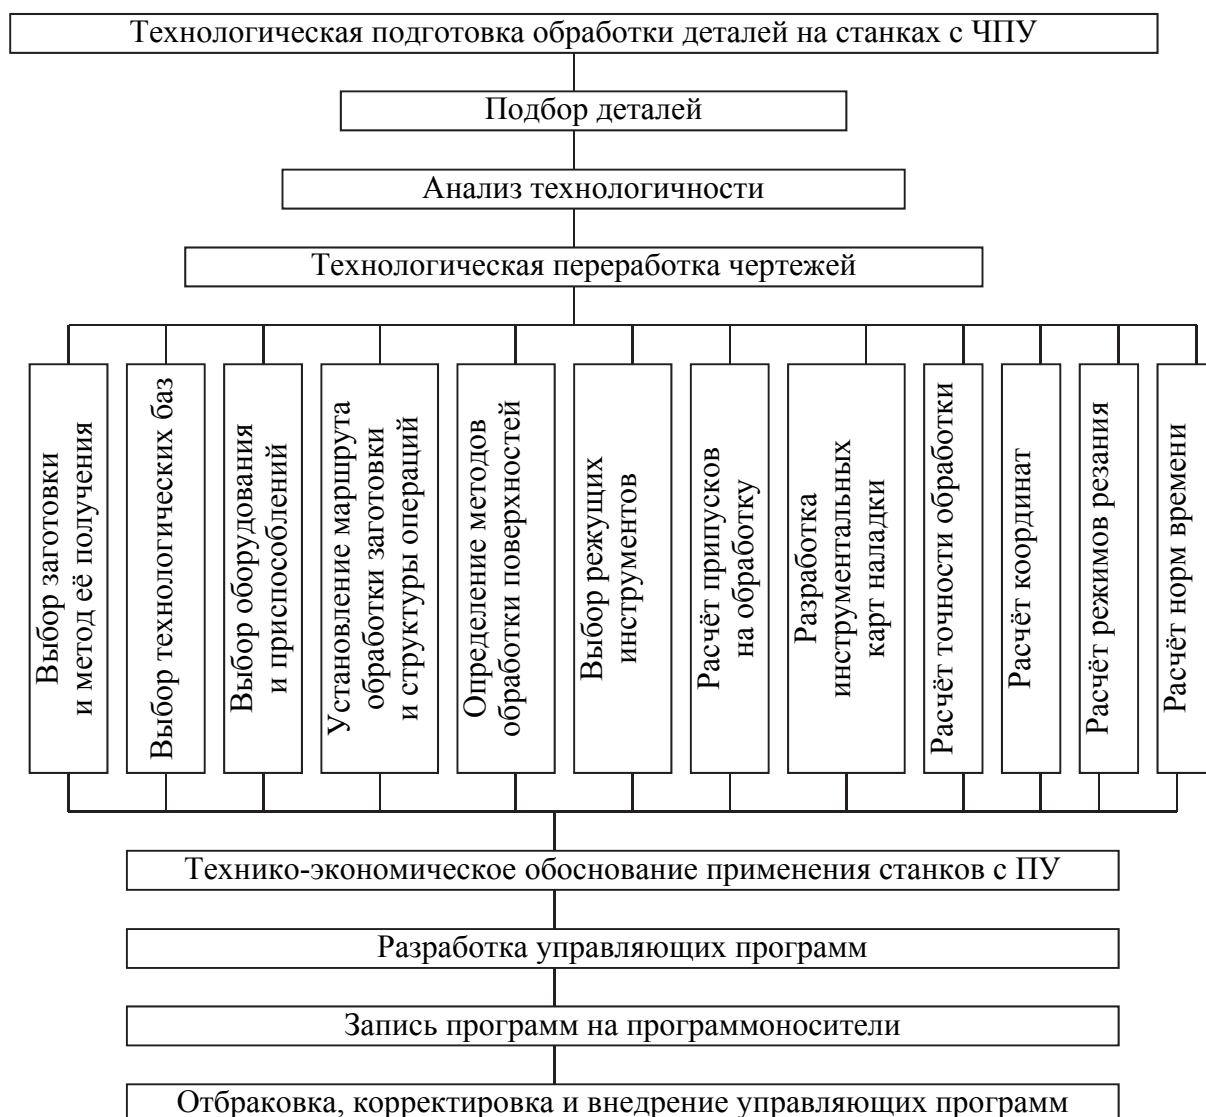 Технологическая подготовка обработки деталей на станках с ЧПУ
Подбор деталей
Анализ технологичности
Технологическая переработка чертежей
Выбор заготовки
и метод её получения
Выбор технологических баз
Выбор оборудования
и приспоблений
Установление маршрута
обработки заготовки
и структуры операций
Определение методов
обработки поверхностей
Выбор режущих
инструментов
Расчёт припусков
на обработку
Разработка
инструментальных
карт наладки
Расчёт точности обработки
Расчёт координат
Расчёт режимов резания
Расчёт норм времени
Технико-экономическое обоснование применения станков с ПУ
Разработка управляющих программ
Запись программ на программоносители
Отбраковка, корректировка и внедрение управляющих программ